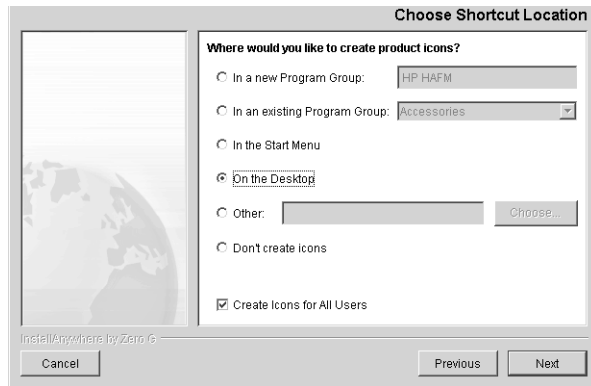 Choose Shortcut Location
Where would you like to create product icons?
In a new Program Group: HP HAFM
In an existing Program Group: Accessories
In the Start Menu
On the Desktop
Other: Choose...
Don't create icons
Create Icons for All Users
InstallAnywhere by Zero G
Cancel Previous Next